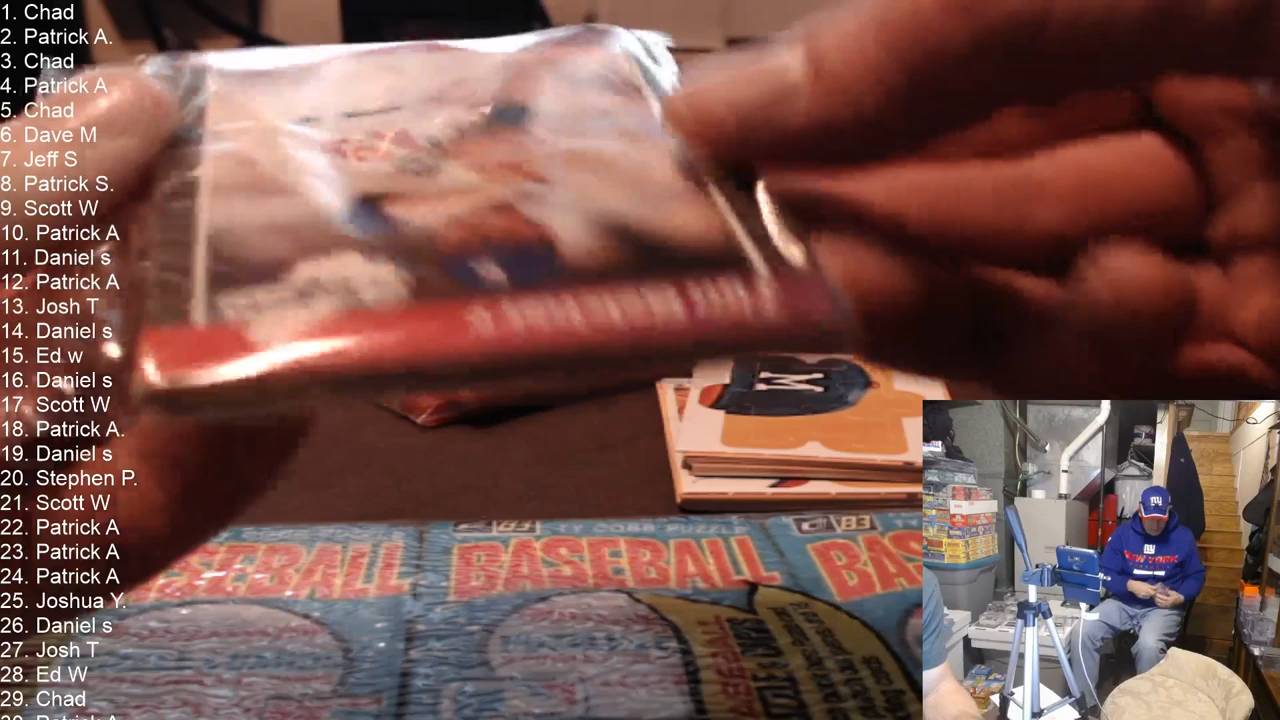 1. Chad
2. Patrick A.
3. Chad
4. Patrick A
5. Chad
6. Dave M
7. Jeff S
8. Patrick S.
9. Scott W
10. Patrick A
11. Daniel s
12. Patrick A
13. Josh T
14. Daniel s
15. Ed w
16. Daniel s
17. Scott W
18. Patrick A.
19. Daniel s
20. Stephen P.
21. Scott W
22. Patrick A
23. Patrick A
24. Patrick A
25. Joshua Y.
26. Daniel s
27. Josh T
28. Ed W
29. Chad
30. Patrick A
M
83 TY COBB PUZZLE 83
BASEBALL
BASEBALL
NY
NEW YORK